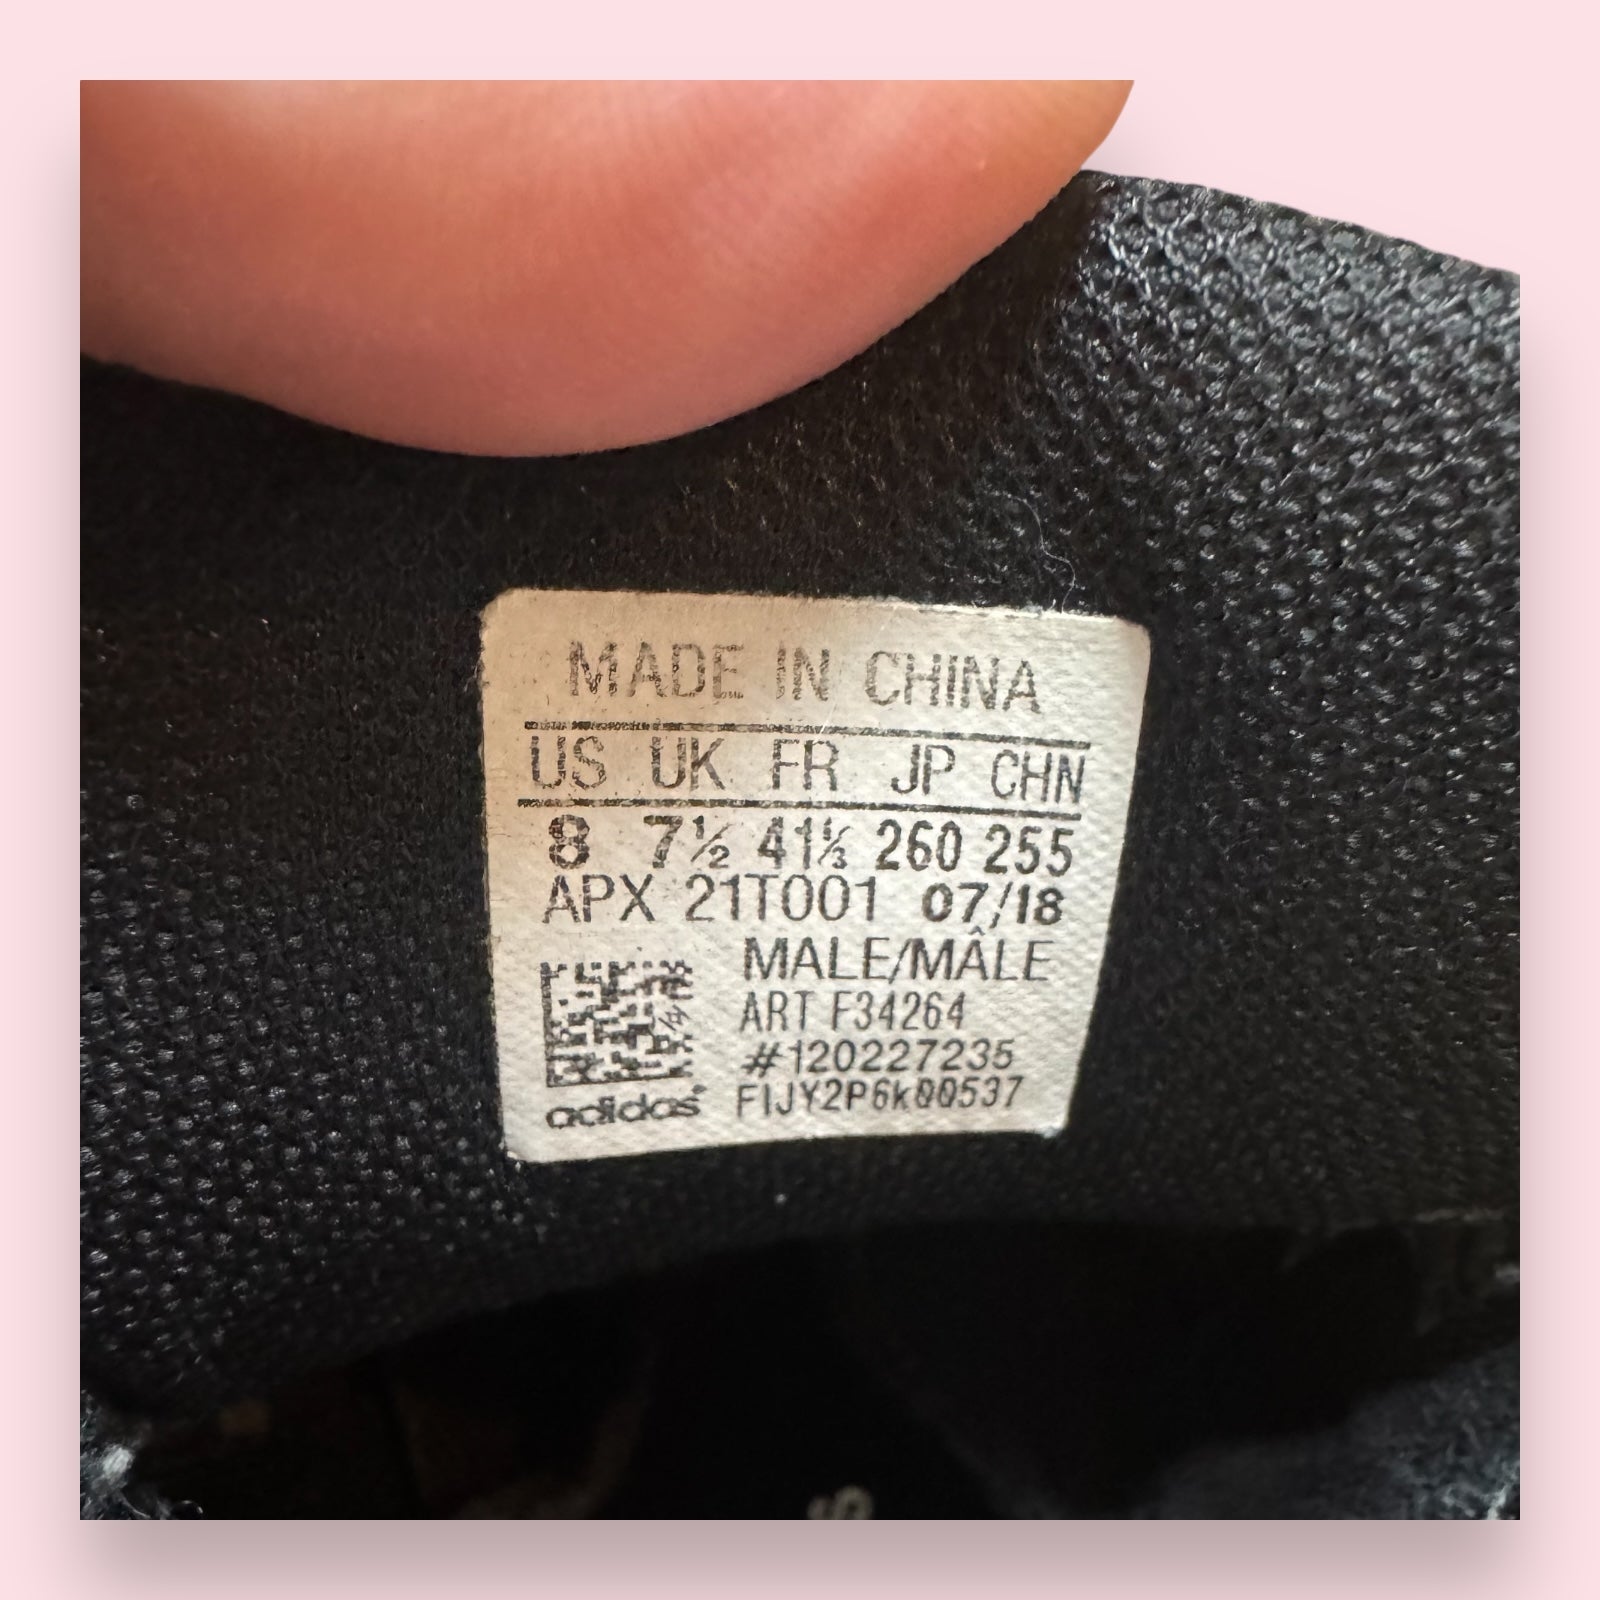 MADE IN CHINA
US UK FR JP CHN
8 7½ 41⅓ 260 255
APX 21T001 07/18
MALE/MÂLE
ART F34264
#120227235
adidas FIJY2P6k00537